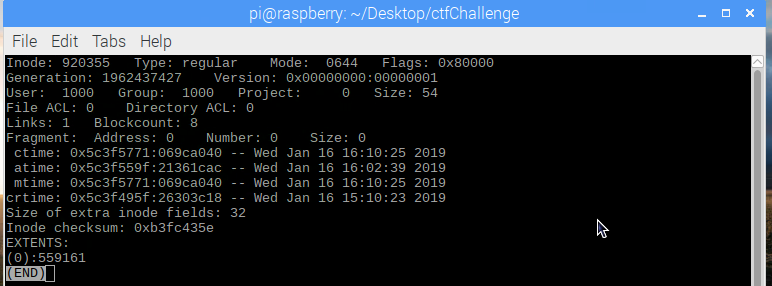 pi@raspberry: ~/Desktop/ctfChallenge
File Edit Tabs Help
Inode: 920355   Type: regular    Mode:  0644   Flags: 0x80000
Generation: 1962437427    Version: 0x00000000:00000001
User:  1000   Group:  1000   Project:     0   Size: 54
File ACL: 0    Directory ACL: 0
Links: 1   Blockcount: 8
Fragment:  Address: 0    Number: 0    Size: 0
 ctime: 0x5c3f5771:069ca040 -- Wed Jan 16 16:10:25 2019
 atime: 0x5c3f559f:21361cac -- Wed Jan 16 16:02:39 2019
 mtime: 0x5c3f5771:069ca040 -- Wed Jan 16 16:10:25 2019
crtime: 0x5c3f495f:26303c18 -- Wed Jan 16 15:10:23 2019
Size of extra inode fields: 32
Inode checksum: 0xb3fc435e
EXTENTS:
(0):559161
(END)